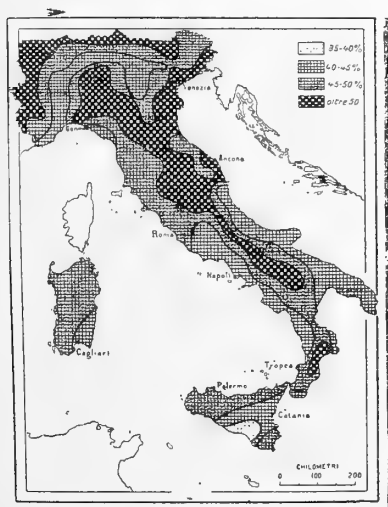 35-40%
40-45%
45-50%
oltre 50
Venezia
Genova
Ancona
Roma
Napoli
Cagliari
Tropea
Palermo
Catania
CHILOMETRI
0 100 200